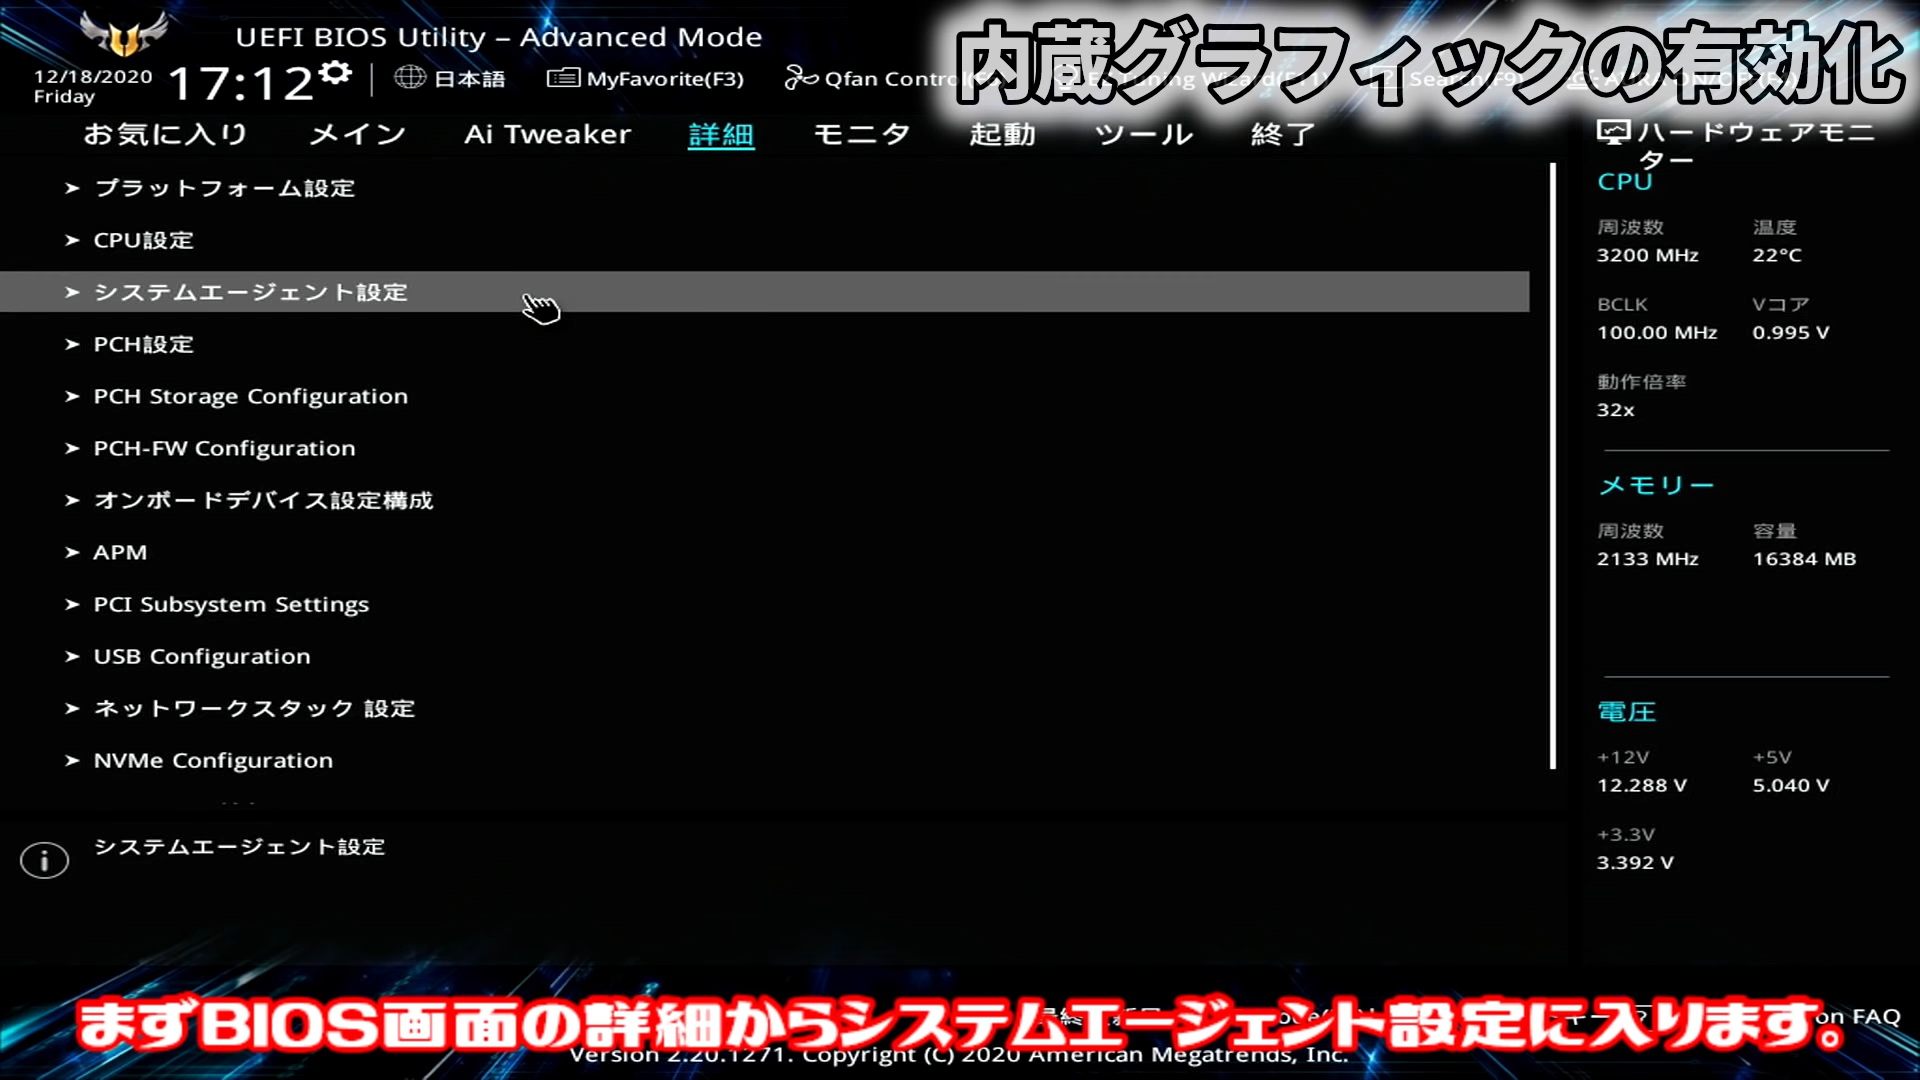 UEFI BIOS Utility – Advanced Mode
内蔵グラフィックの有効化
12/18/2020
Friday
17:12
日本語
MyFavorite(F3)
Qfan Control
お気に入り メイン Ai Tweaker 詳細 モニタ 起動 ツール 終了
ハードウェアモニ
ター
プラットフォーム設定
CPU設定
システムエージェント設定
PCH設定
PCH Storage Configuration
PCH-FW Configuration
オンボードデバイス設定構成
APM
PCI Subsystem Settings
USB Configuration
ネットワークスタック 設定
NVMe Configuration
システムエージェント設定
CPU
周波数 温度
3200 MHz 22°C
BCLK Vコア
100.00 MHz 0.995 V
動作倍率
32x
メモリー
周波数 容量
2133 MHz 16384 MB
電圧
+12V +5V
12.288 V 5.040 V
+3.3V
3.392 V
まずBIOS画面の詳細からシステムエージェント設定に入ります。
on FAQ
Version 2.20.1271. Copyright (C) 2020 American Megatrends, Inc.